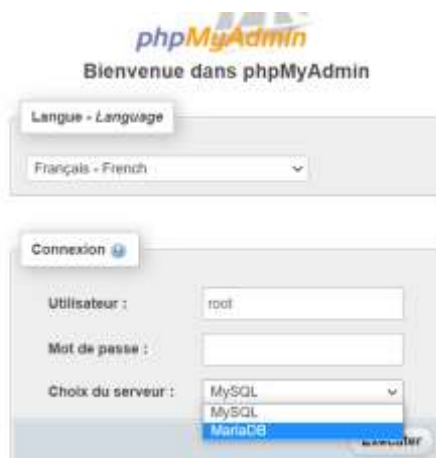 phpMyAdmin
Bienvenue dans phpMyAdmin
Langue - Language
Français - French
Connexion
Utilisateur : root
Mot de passe :
Choix du serveur : MySQL
MySQL
MariaDB
Exécuter